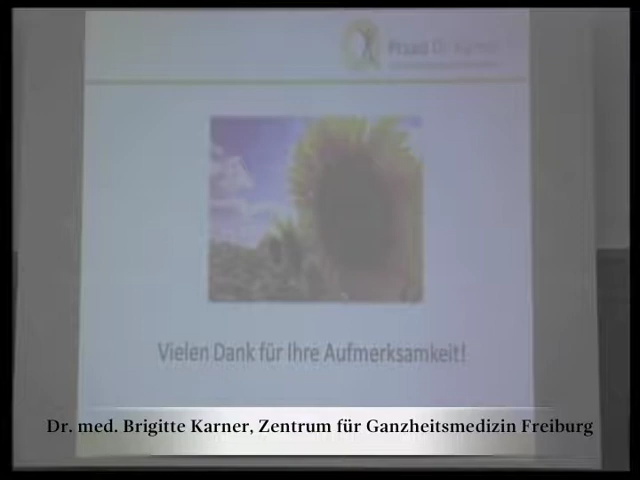 Praxis Dr. Karner
Vielen Dank für Ihre Aufmerksamkeit!
Dr. med. Brigitte Karner, Zentrum für Ganzheitsmedizin Freiburg